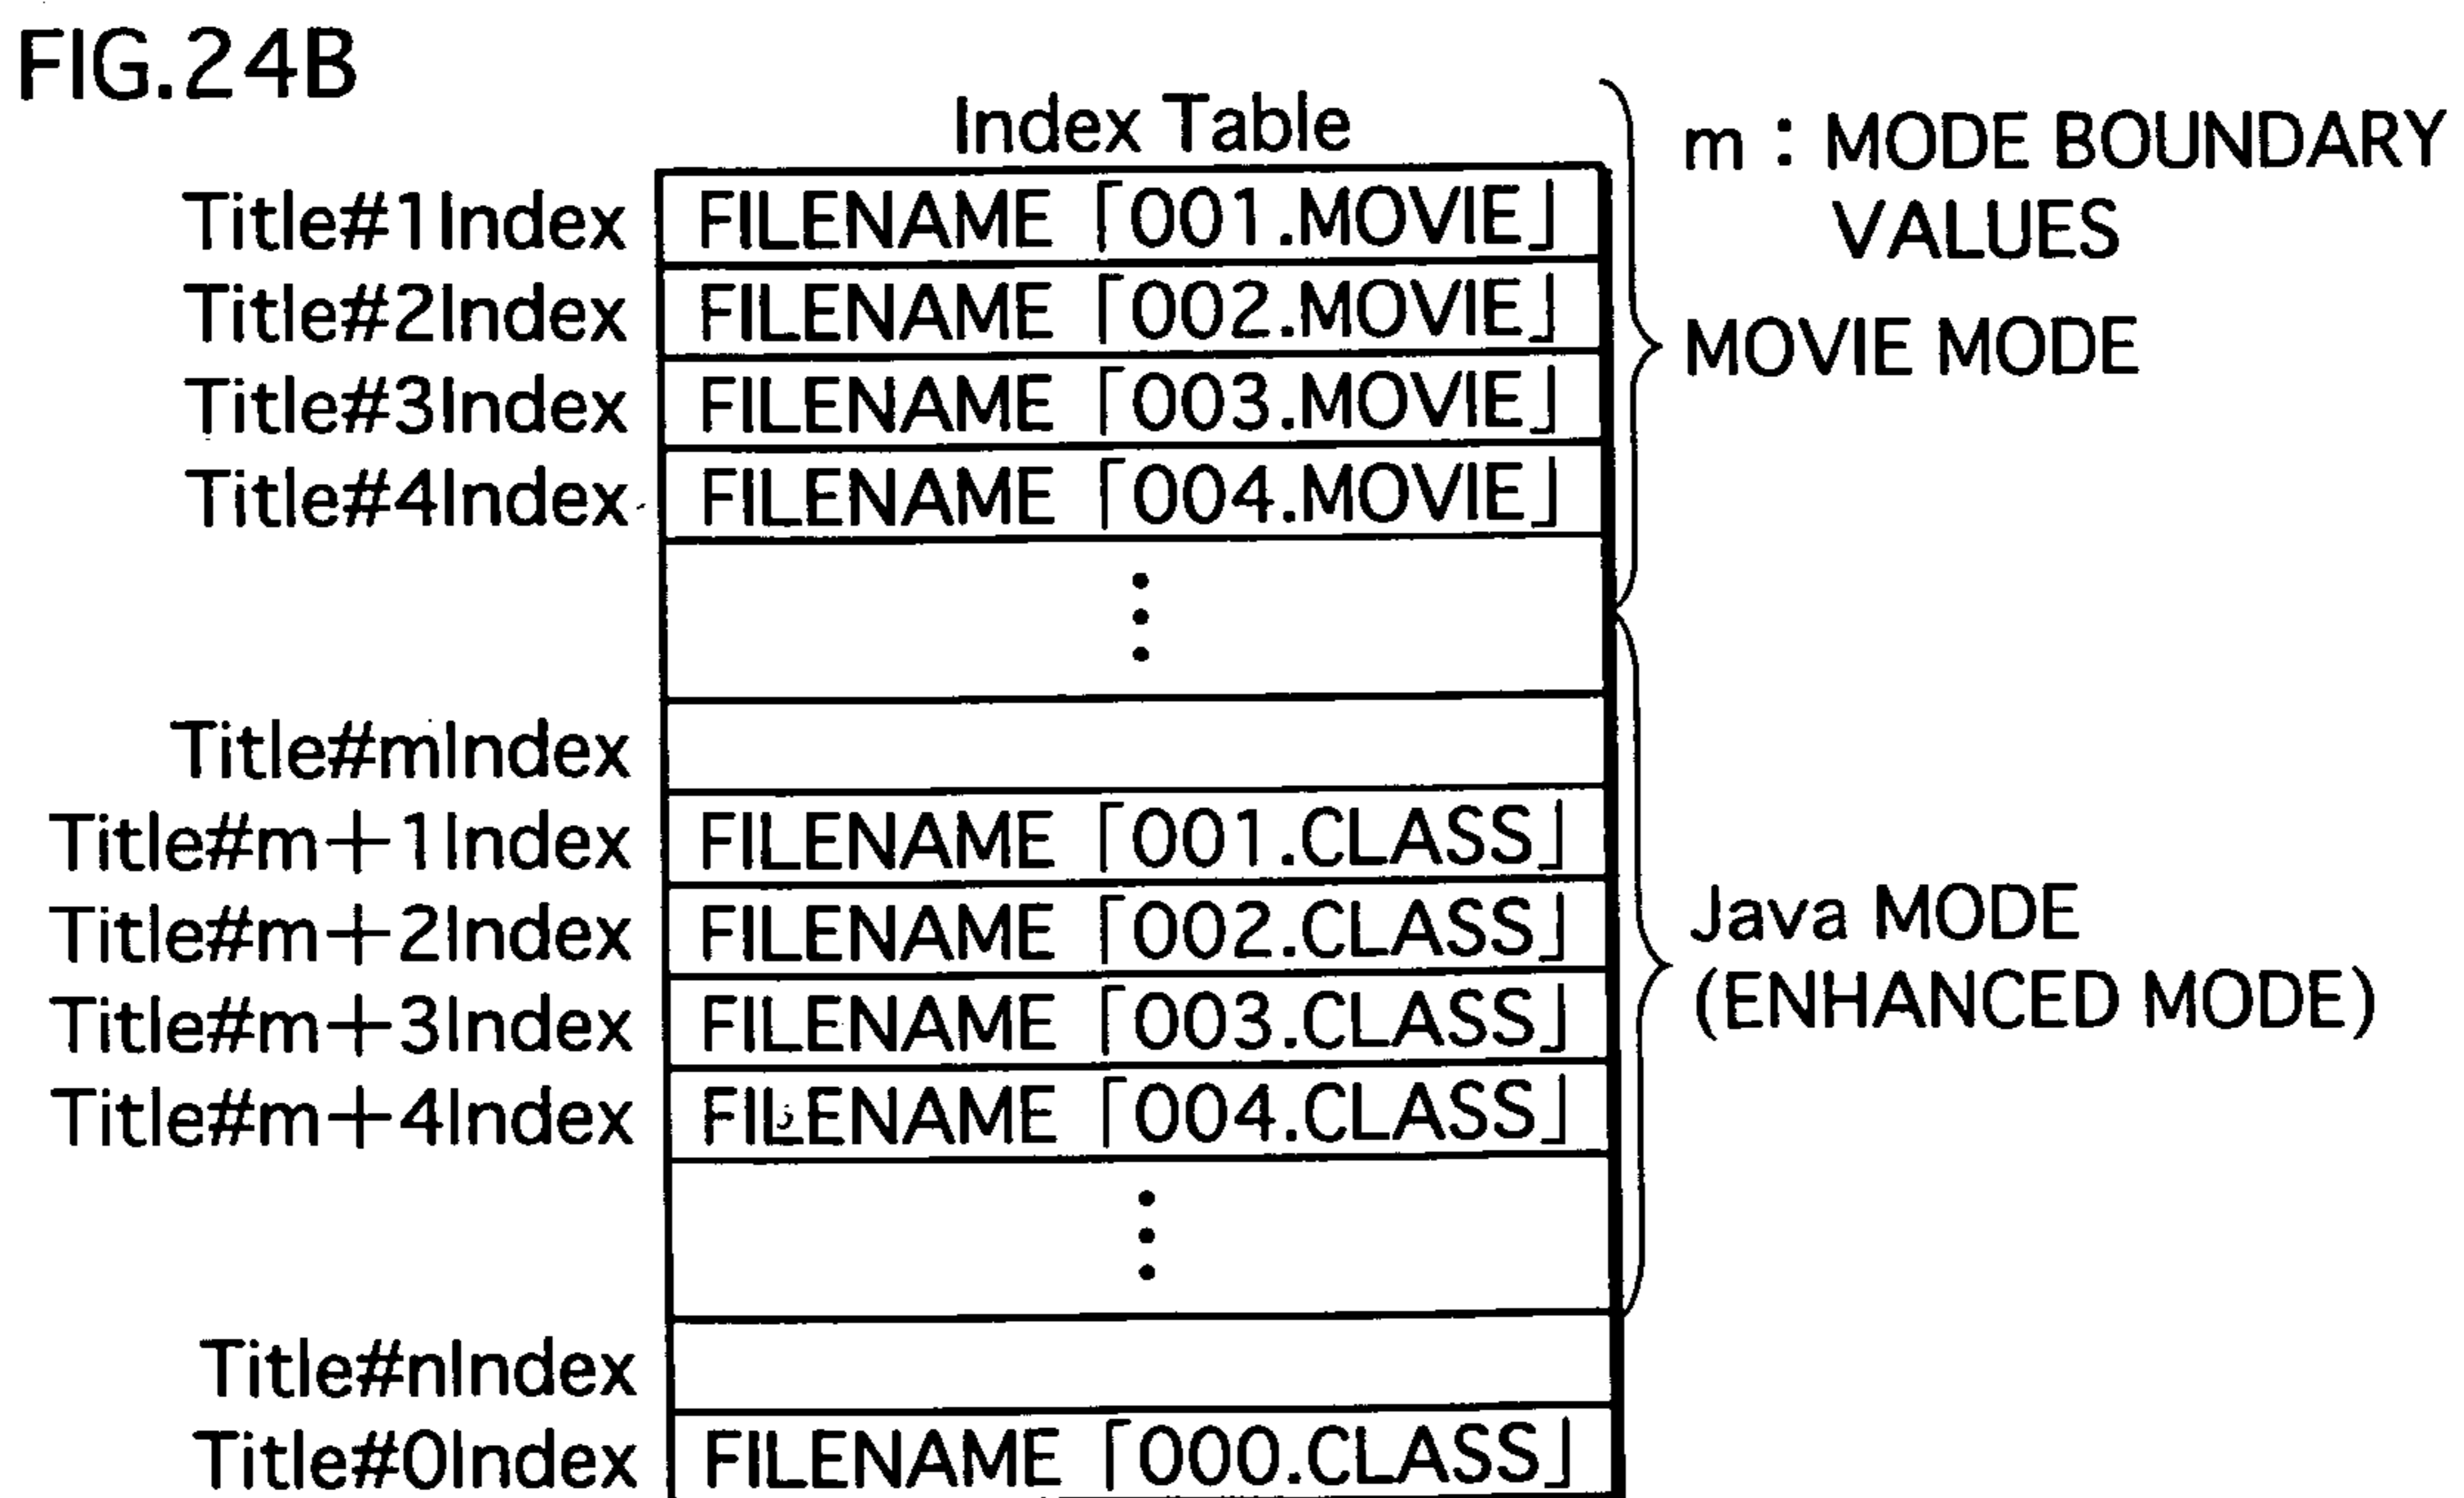 FIG.24B
Index Table
m : MODE BOUNDARY
VALUES
Title#1Index FILENAME ｢001.MOVIE｣
Title#2Index FILENAME ｢002.MOVIE｣
MOVIE MODE
Title#3Index FILENAME ｢003.MOVIE｣
Title#4Index FILENAME ｢004.MOVIE｣
Title#mIndex
Title#m+1Index FILENAME ｢001.CLASS｣
Title#m+2Index FILENAME ｢002.CLASS｣
Java MODE
(ENHANCED MODE)
Title#m+3Index FILENAME ｢003.CLASS｣
Title#m+4Index FILENAME ｢004.CLASS｣
Title#nIndex
Title#0Index FILENAME ｢000.CLASS｣